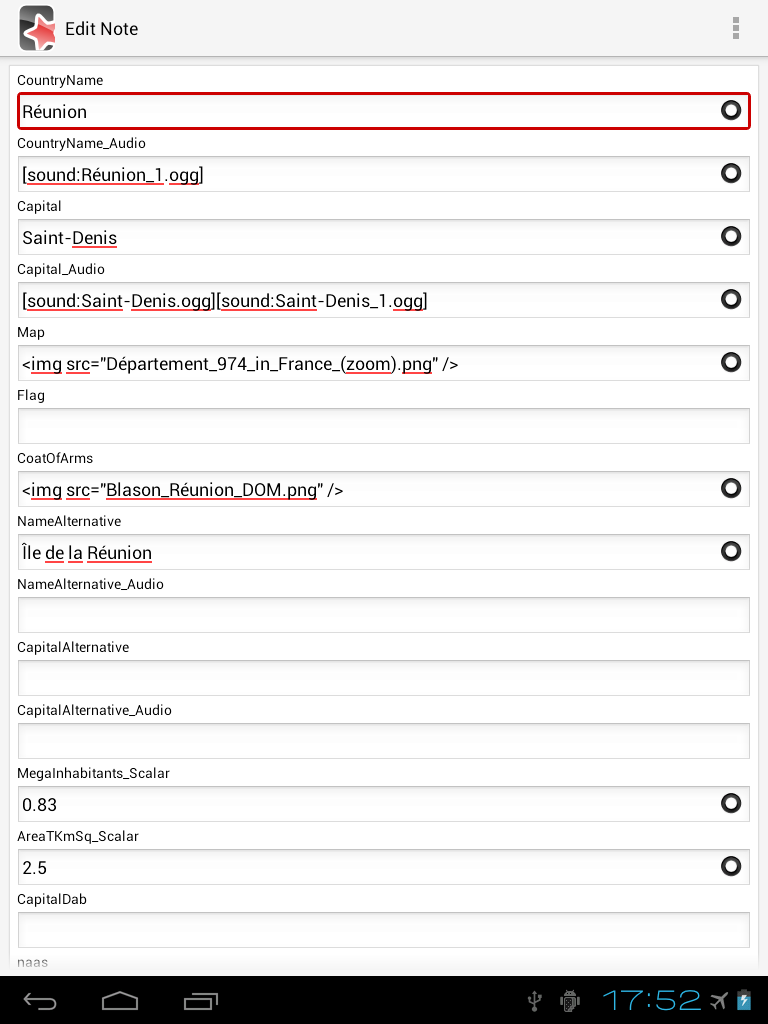 Edit Note
CountryName
Réunion
CountryName_Audio
[sound:Réunion_1.ogg]
Capital
Saint-Denis
Capital_Audio
[sound:Saint-Denis.ogg][sound:Saint-Denis_1.ogg]
Map
<img src="Département_974_in_France_(zoom).png" />
Flag
CoatOfArms
<img src="Blason_Réunion_DOM.png" />
NameAlternative
Île de la Réunion
NameAlternative_Audio
CapitalAlternative
CapitalAlternative_Audio
MegaInhabitants_Scalar
0.83
AreaTKmSq_Scalar
2.5
CapitalDab
naas
17:52